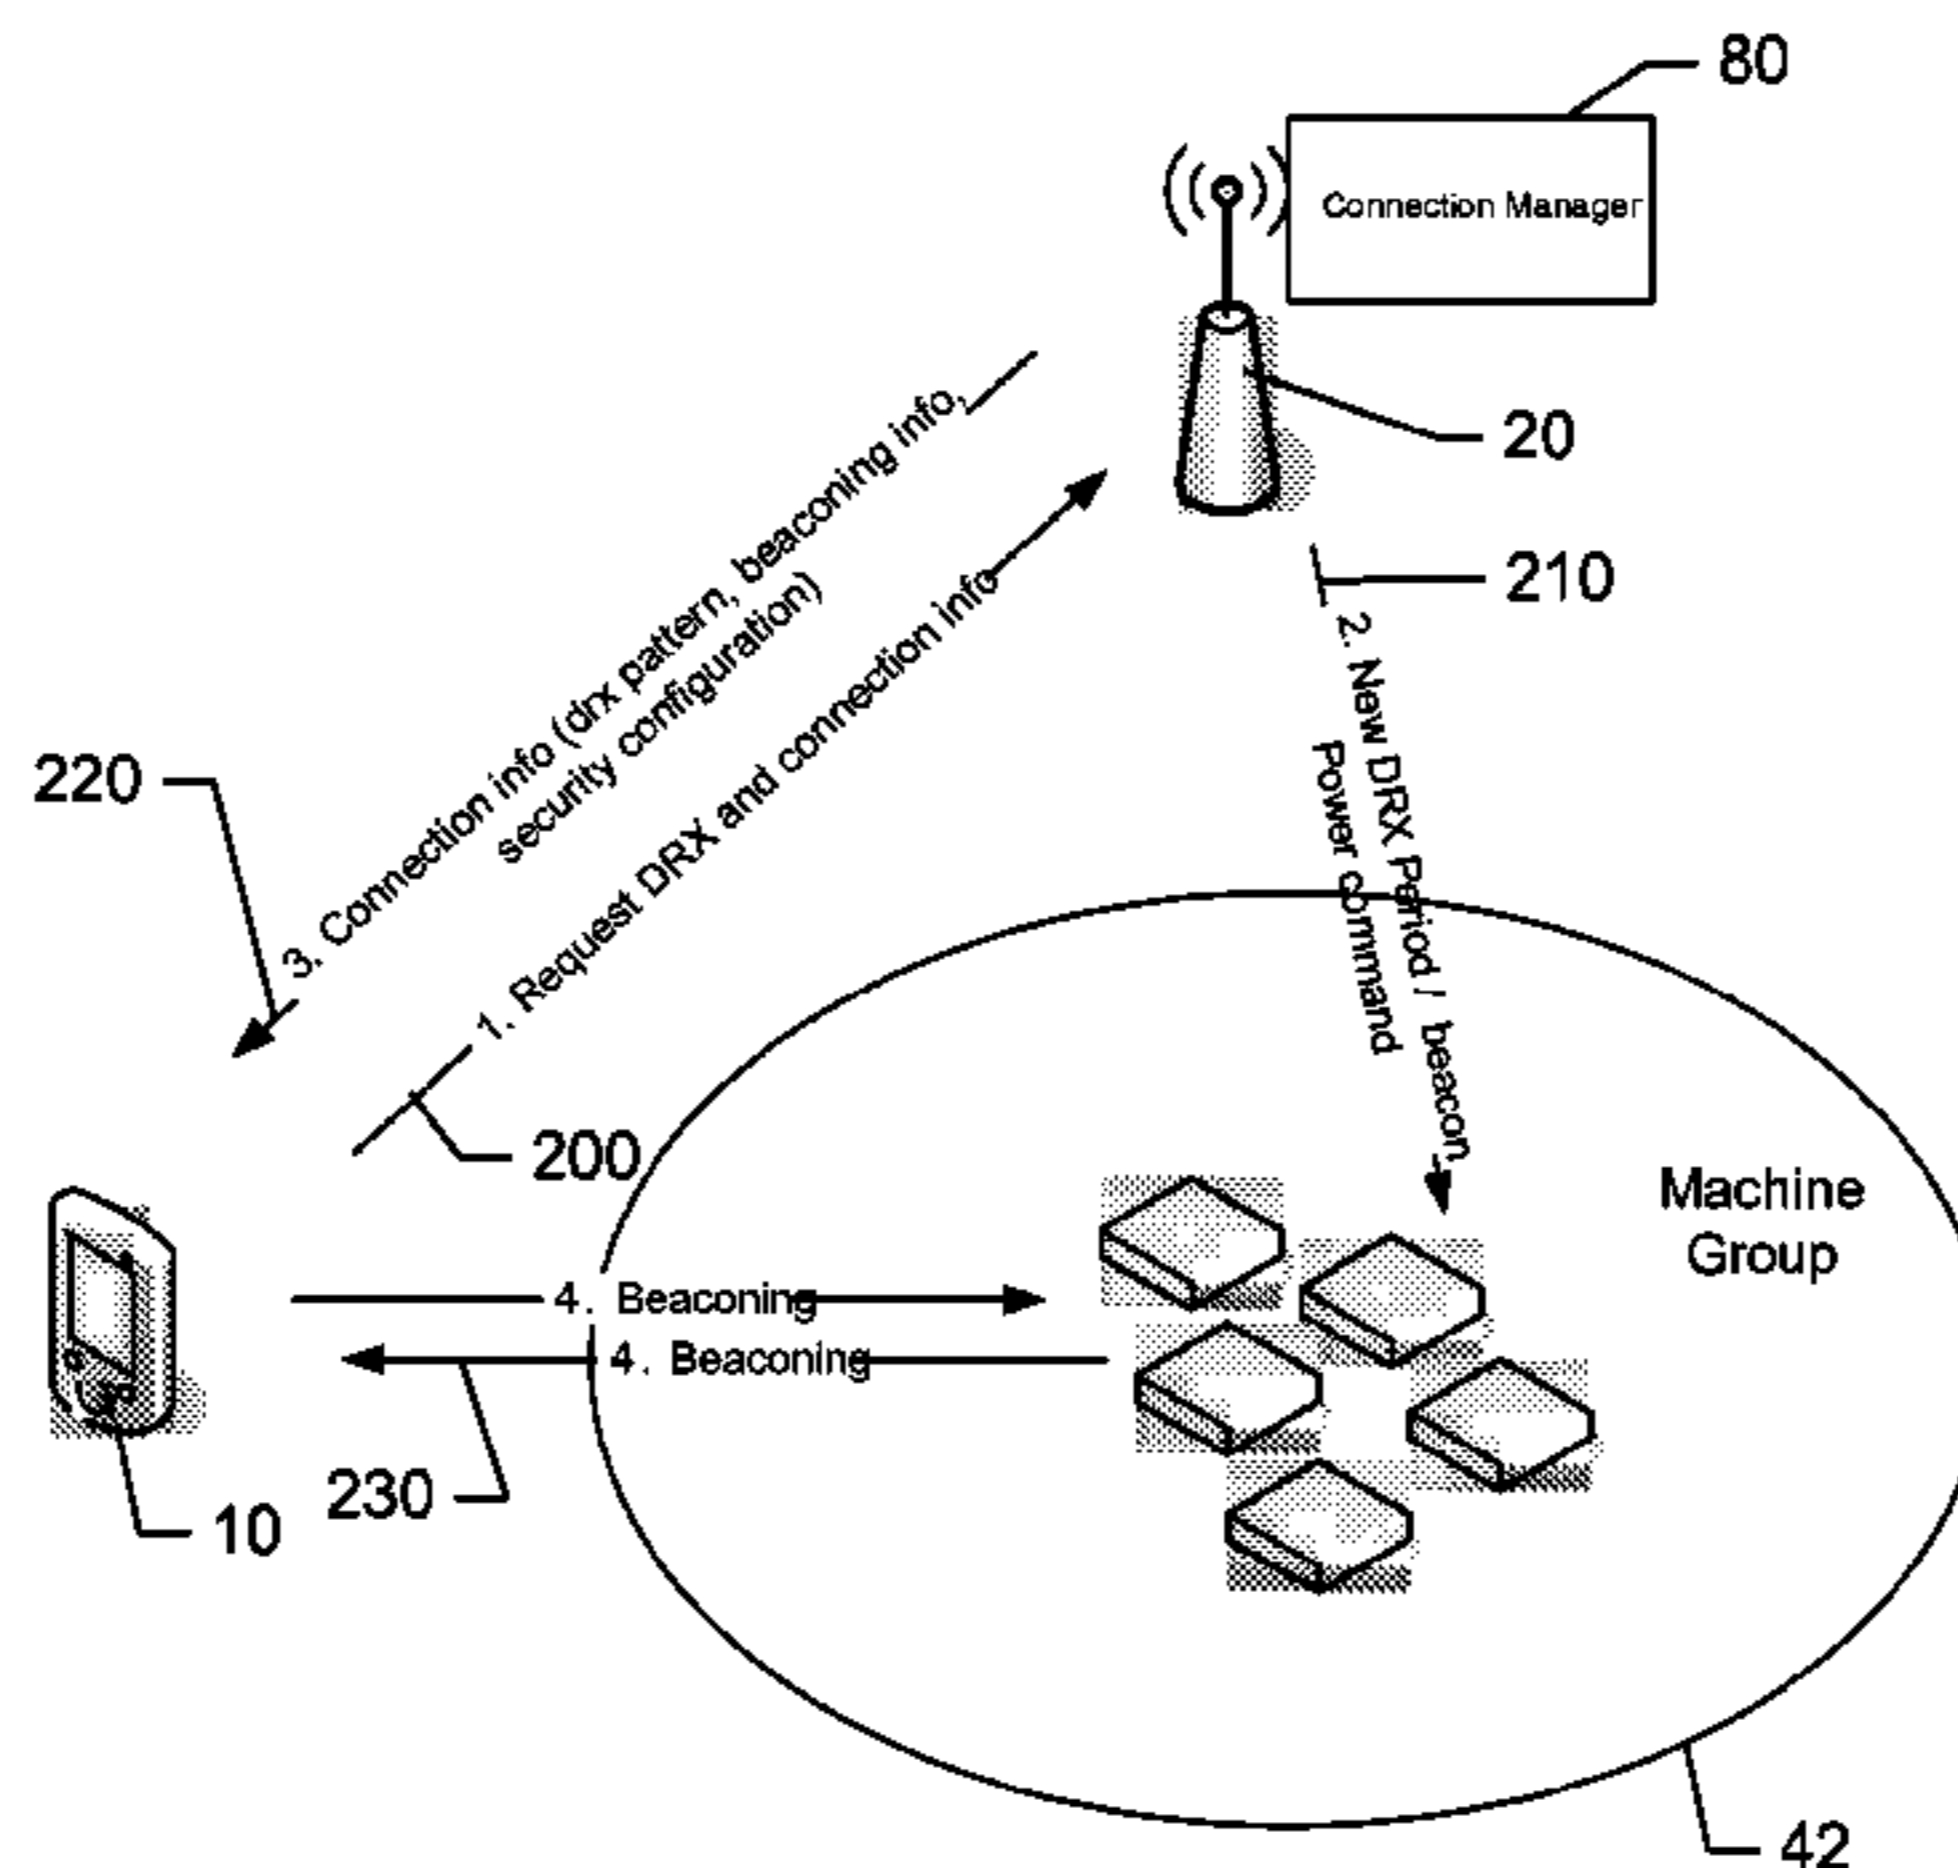 80
Connection Manager
20
210
3. Connection info (drx pattern, beaconing info,
security configuration)
1. Request DRX and connection info
2. New DRX Period / beacon
Power command
220
200
Machine
Group
4. Beaconing
4. Beaconing
230
10
42